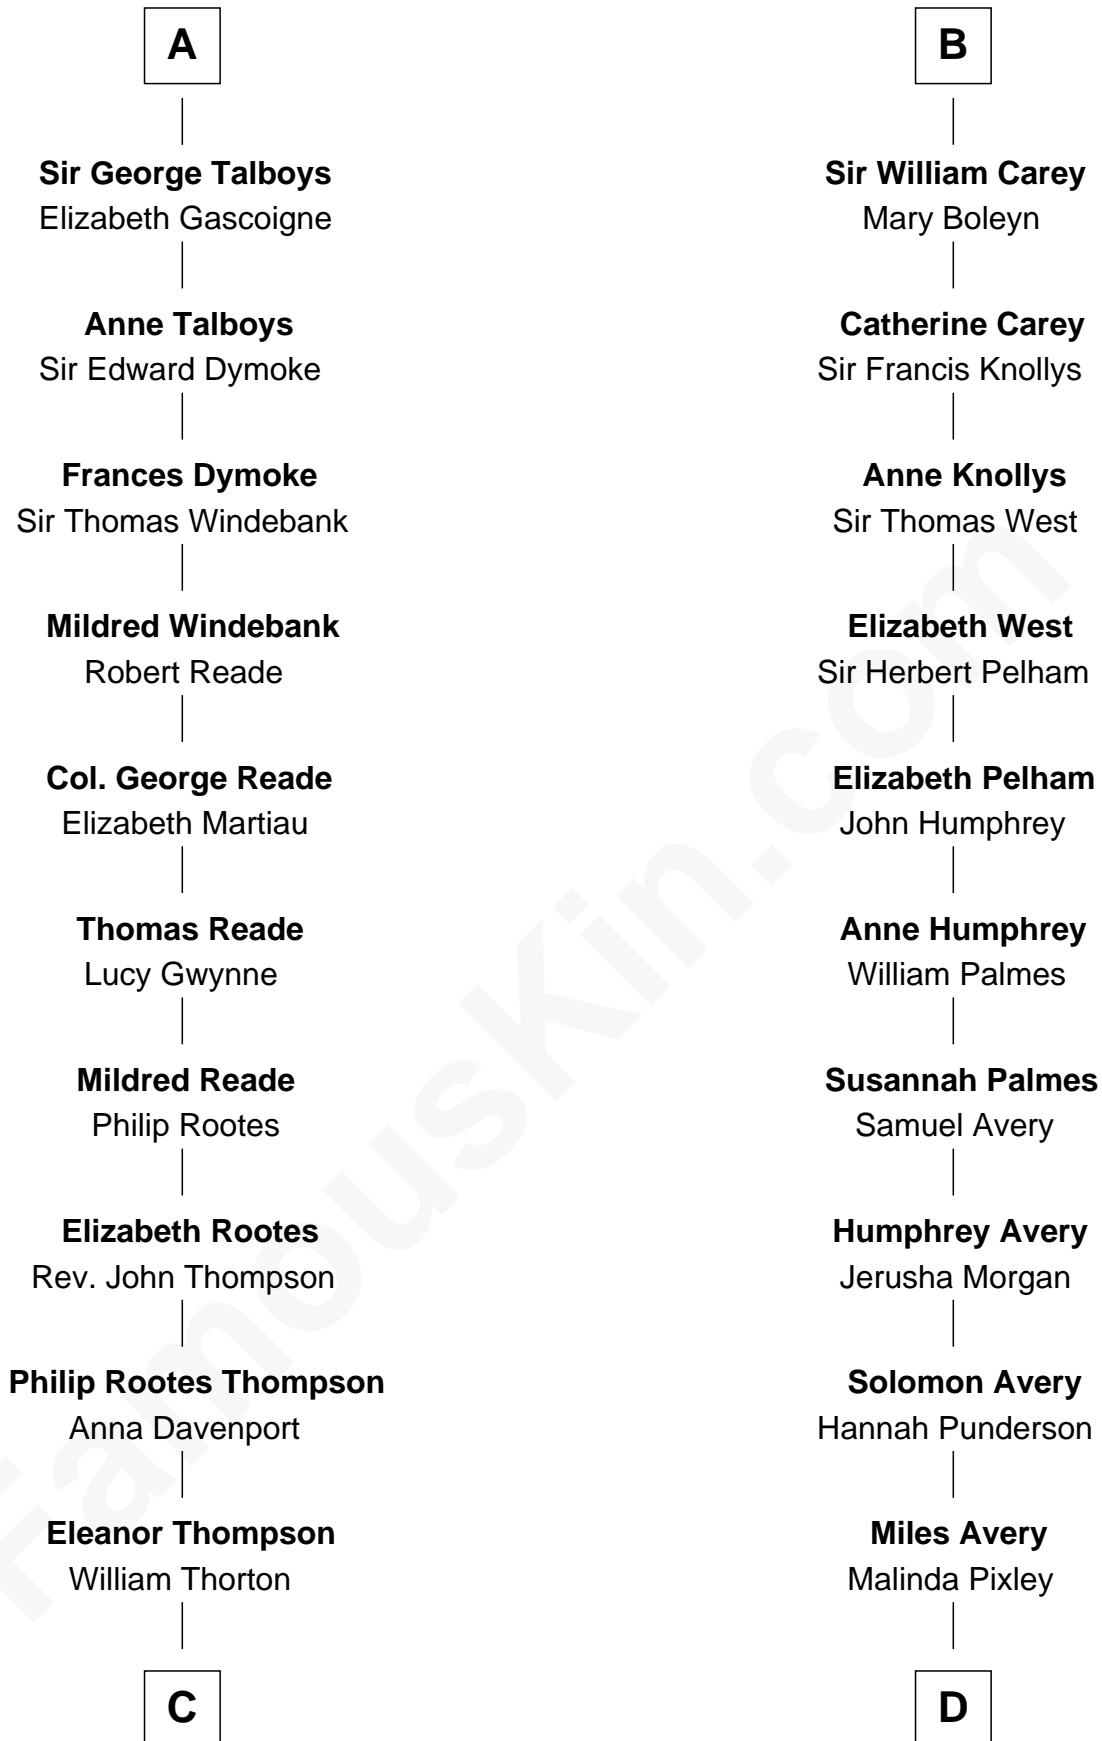 A
Sir George Talboys
Elizabeth Gascoigne
Anne Talboys
Sir Edward Dymoke
Frances Dymoke
Sir Thomas Windebank
Mildred Windebank
Robert Reade
Col. George Reade
Elizabeth Martiau
Thomas Reade
Lucy Gwynne
Mildred Reade
Philip Rootes
Elizabeth Rootes
Rev. John Thompson
Philip Rootes Thompson
Anna Davenport
Eleanor Thompson
William Thorton
C
B
Sir William Carey
Mary Boleyn
Catherine Carey
Sir Francis Knollys
Anne Knollys
Sir Thomas West
Elizabeth West
Sir Herbert Pelham
Elizabeth Pelham
John Humphrey
Anne Humphrey
William Palmes
Susannah Palmes
Samuel Avery
Humphrey Avery
Jerusha Morgan
Solomon Avery
Hannah Punderson
Miles Avery
Malinda Pixley
D
FamousKin.com